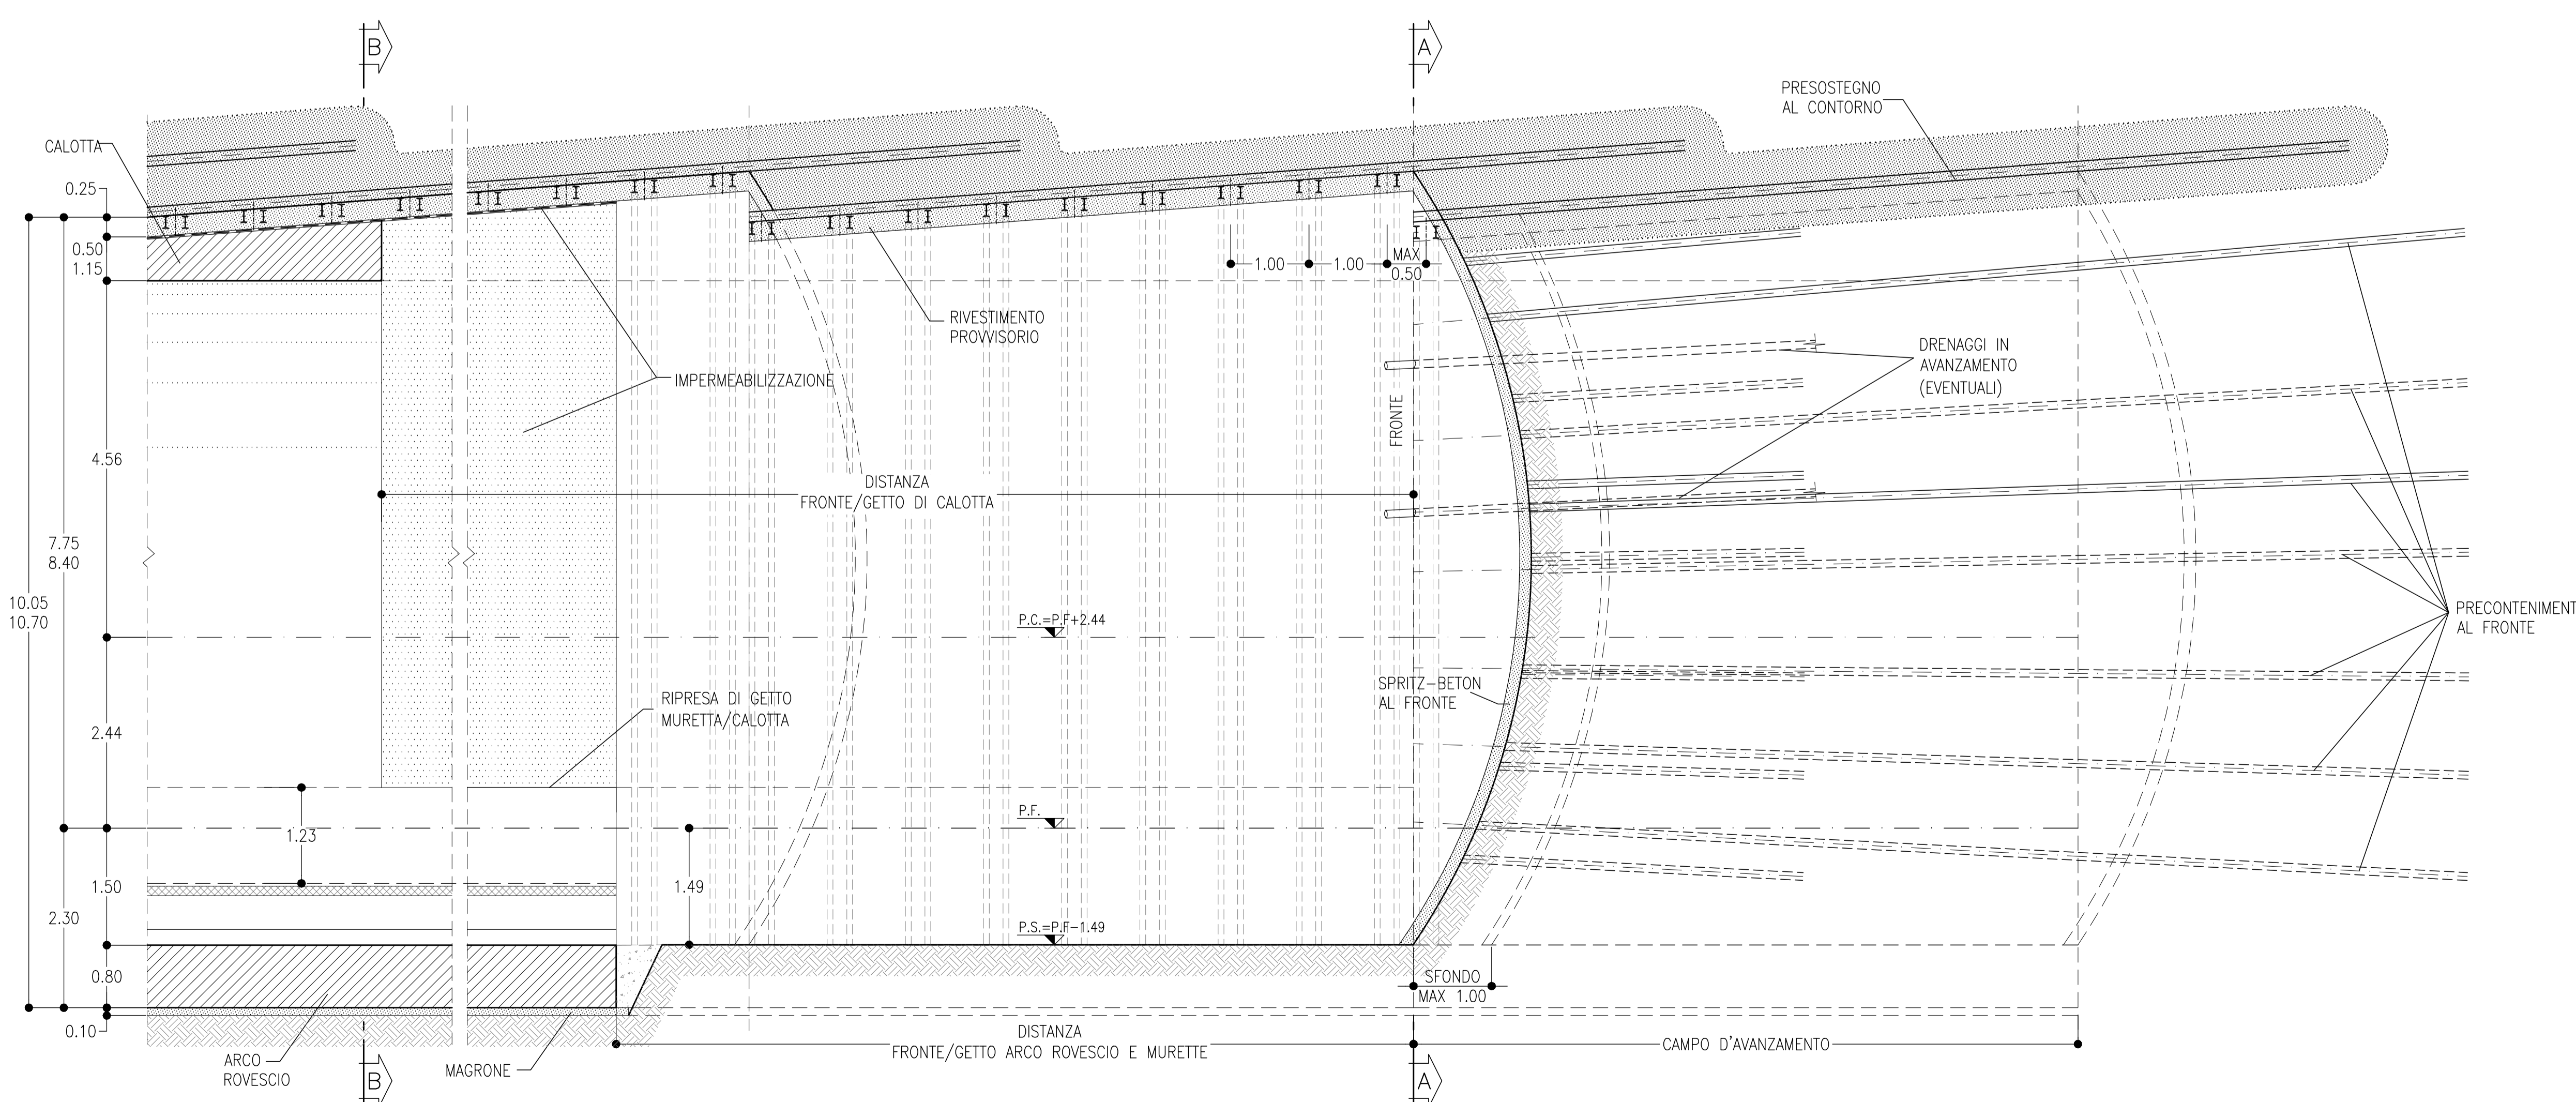 B
A
PRESOSTEGNO
AL CONTORNO
CALOTTA
0.25
0.50
1.15
1.00
1.00
MAX
0.50
RIVESTIMENTO
PROVVISORIO
DRENAGGI IN
AVANZAMENTO
(EVENTUALI)
IMPERMEABILIZZAZIONE
FRONTE
4.56
DISTANZA
FRONTE/GETTO DI CALOTTA
7.75
8.40
10.05
10.70
P.C.=P.F+2.44
PRECONTENIMENT
AL FRONTE
SPRITZ-BETON
AL FRONTE
RIPRESA DI GETTO
MURETTA/CALOTTA
2.44
P.F.
1.23
1.50
1.49
2.30
P.S.=P.F-1.49
0.80
SFONDO
MAX 1.00
0.10
DISTANZA
FRONTE/GETTO ARCO ROVESCIO E MURETTE
CAMPO D'AVANZAMENTO
ARCO
ROVESCIO
MAGRONE
B
A